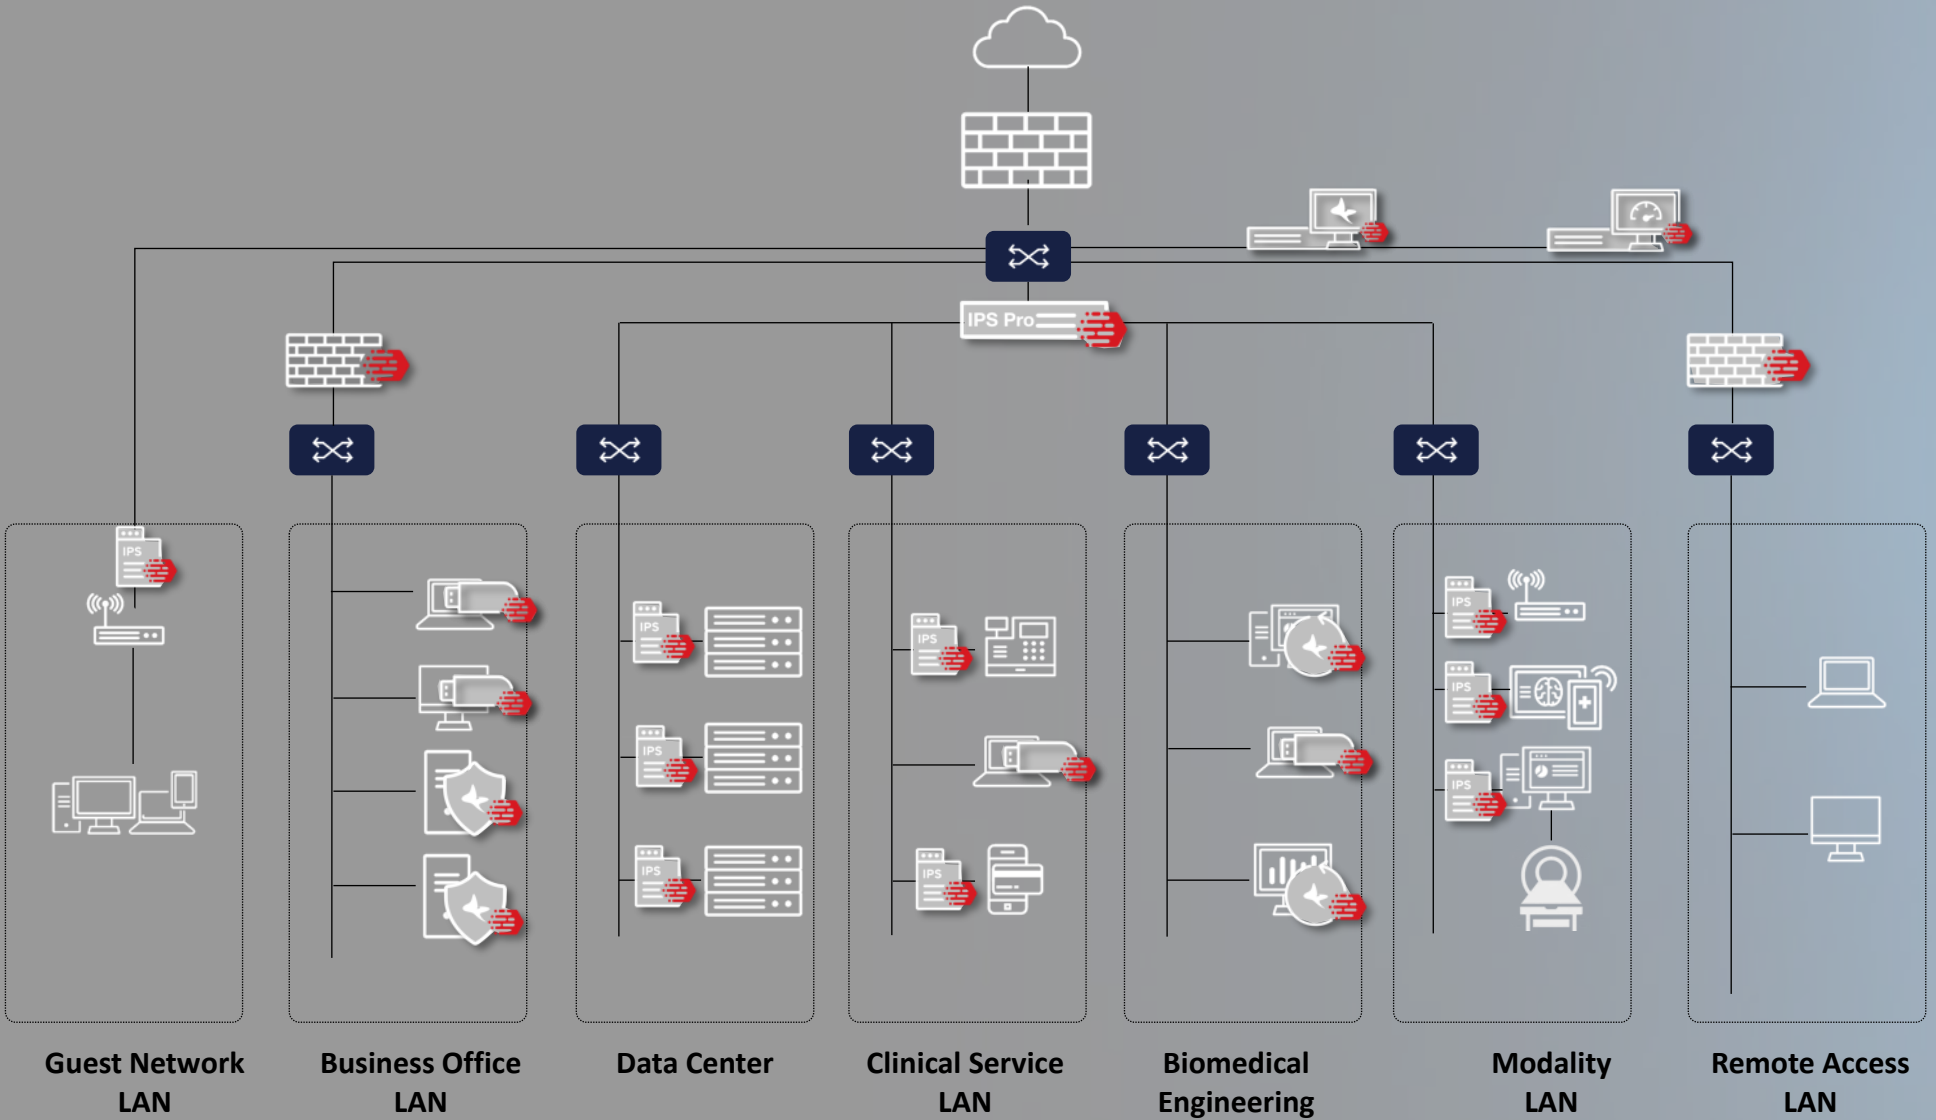 IPS Pro
IPS
IPS
IPS
IPS
IPS
IPS
IPS
IPS
IPS
Guest Network
LAN
Business Office
LAN
Data Center
Clinical Service
LAN
Biomedical
Engineering
Modality
LAN
Remote Access
LAN